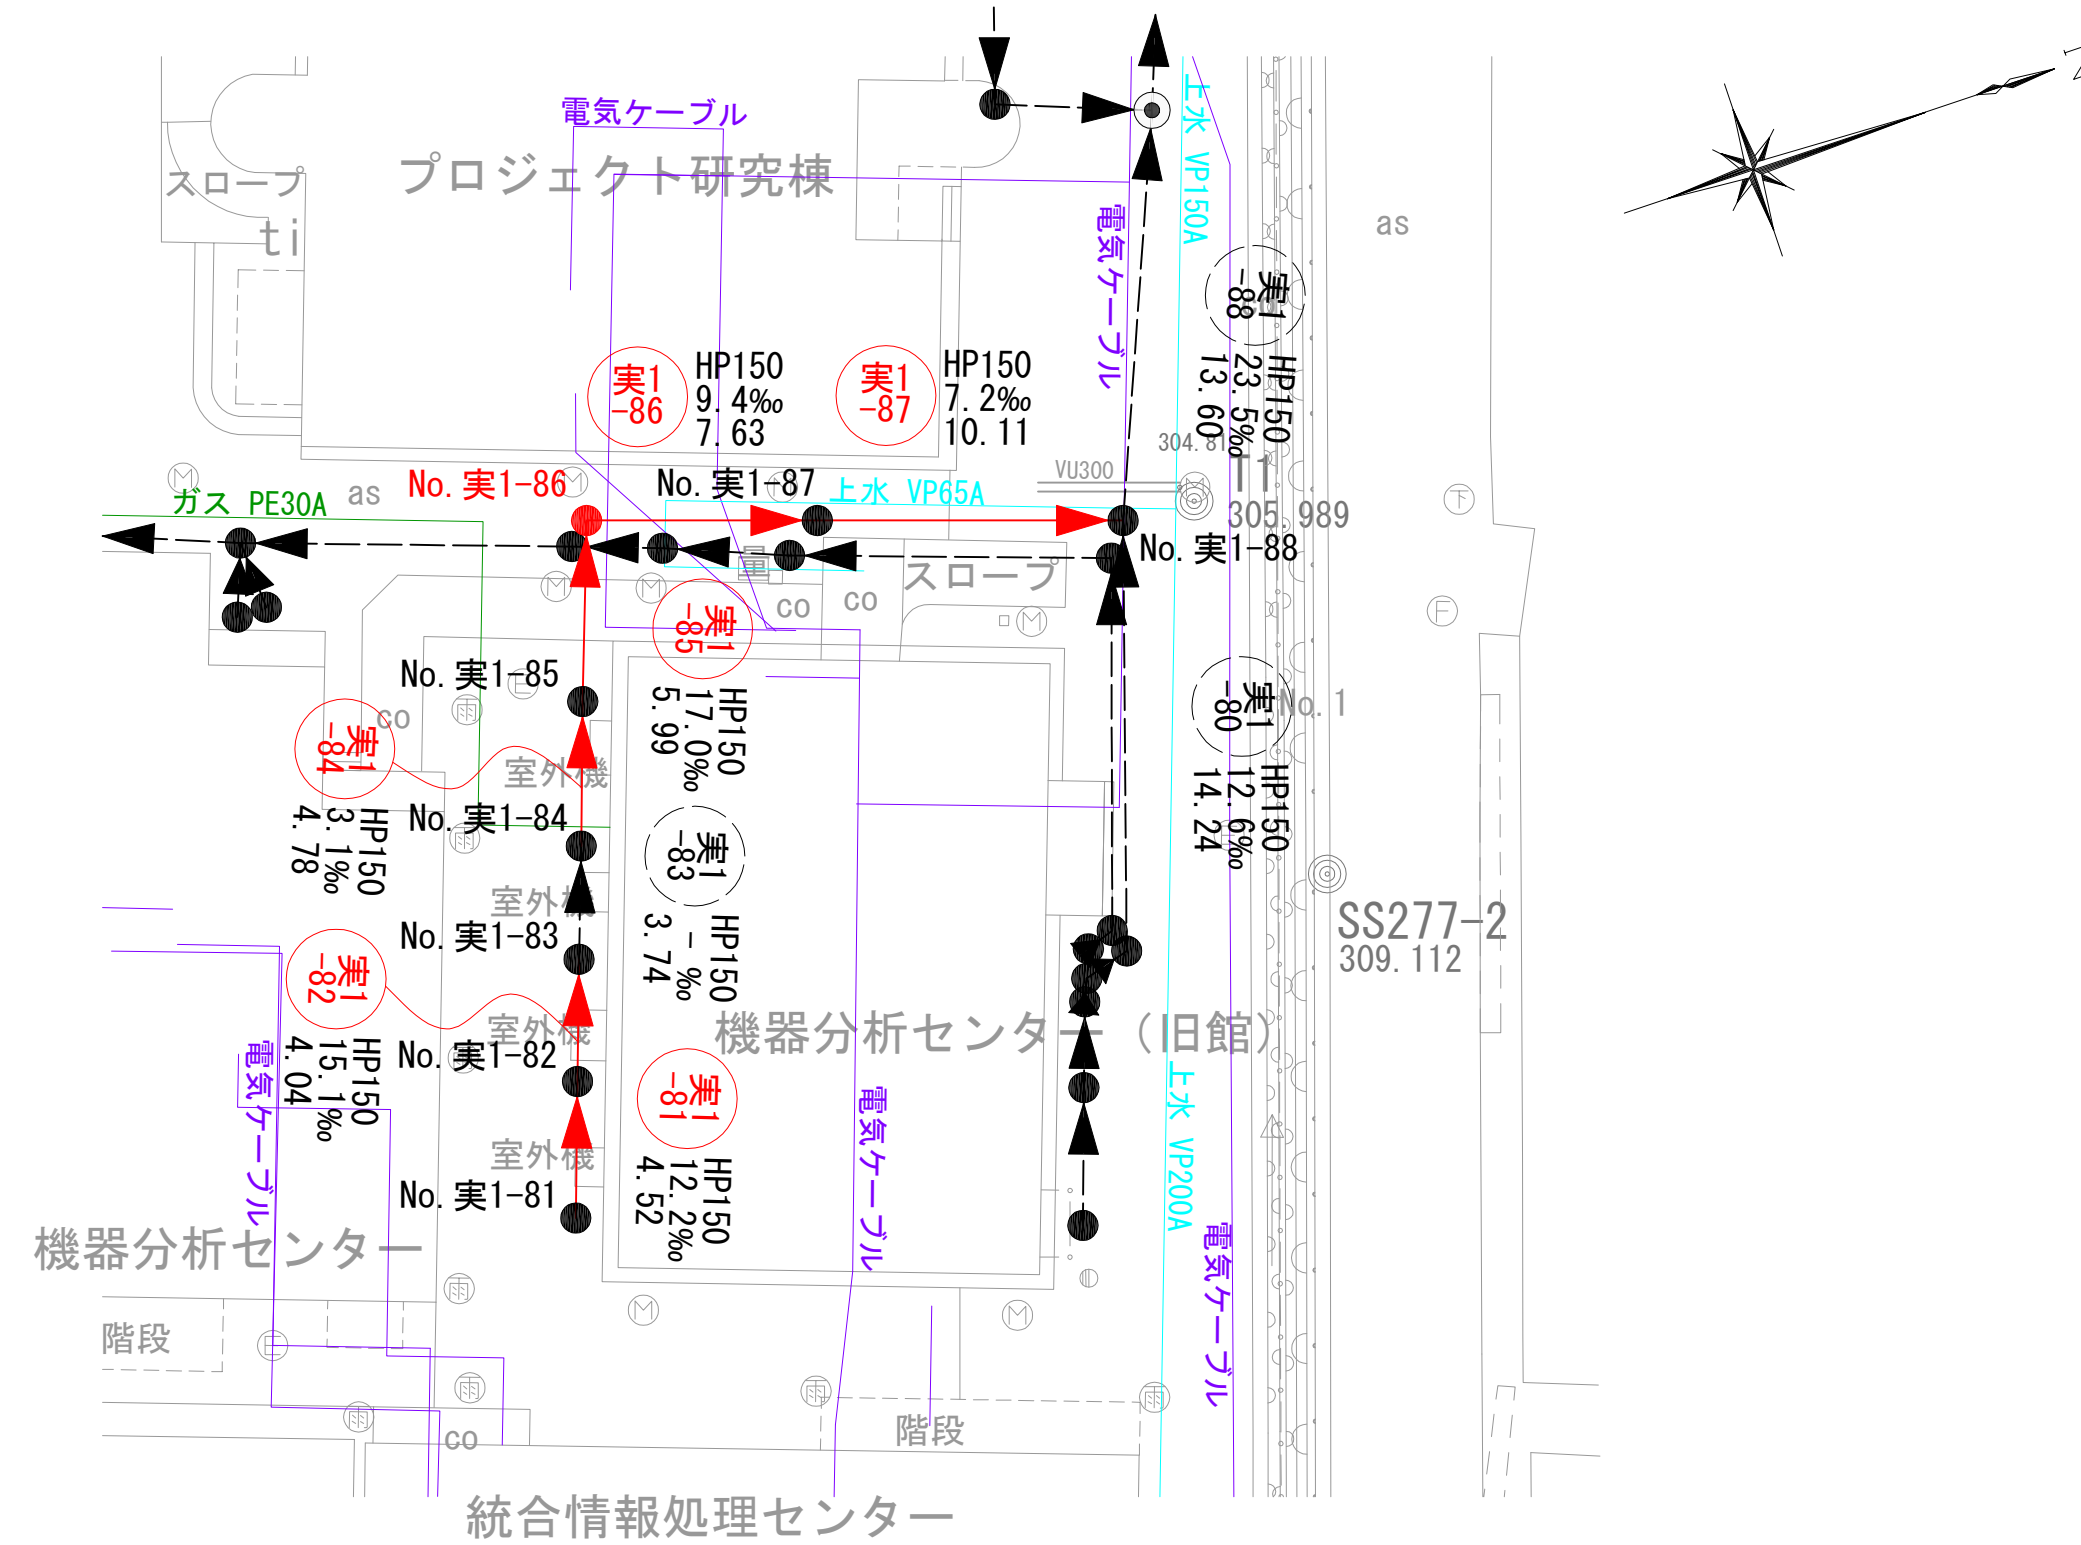 電気ケーブル
上水 VP150A
プロジェクト研究棟
スロープ
ti
as
電気ケーブル
実1
-88
HP150
23.5‰
13.60
実1
-86
HP150
9.4‰
7.63
実1
-87
HP150
7.2‰
10.11
304.81
T1
305.989
VU300
No.実1-86
No.実1-87
上水 VP65A
ガス PE30A
as
No.実1-88
量
スロープ
co
co
実1
-85
HP150
17.0‰
5.99
No.実1-85
co
実1
-84
HP150
3.1‰
4.78
室外機
No.実1-84
実1
-80
No.1
HP150
12.6‰
14.24
実1
-83
HP150
-‰
3.74
室外機
No.実1-83
SS277-2
309.112
実1
-82
HP150
15.1‰
4.04
室外機
No.実1-82
機器分析センター（旧館）
実1
-81
HP150
12.2‰
4.52
室外機
No.実1-81
電気ケーブル
電気ケーブル
上水 VP200A
電気ケーブル
機器分析センター
階段
階段
co
統合情報処理センター